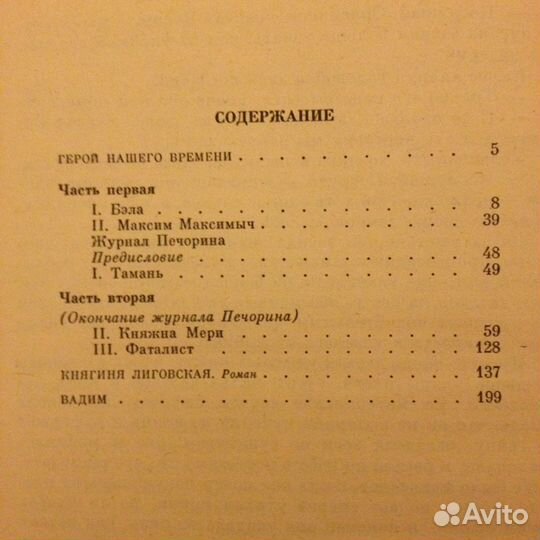 СОДЕРЖАНИЕ
ГЕРОЙ НАШЕГО ВРЕМЕНИ . . . . . . . . . . . 5
Часть первая
I. Бэла . . . . . . . . . . . . . . . 8
II. Максим Максимыч . . . . . . . . . . 39
Журнал Печорина
Предисловие . . . . . . . . . . . . . 48
I. Тамань . . . . . . . . . . . . . . 49
Часть вторая
(Окончание журнала Печорина)
II. Княжна Мери . . . . . . . . . . . . 59
III. Фаталист . . . . . . . . . . . . . 128
КНЯГИНЯ ЛИГОВСКАЯ. Роман . . . . . . . . . . 137
ВАДИМ . . . . . . . . . . . . . . . . 199
Avito